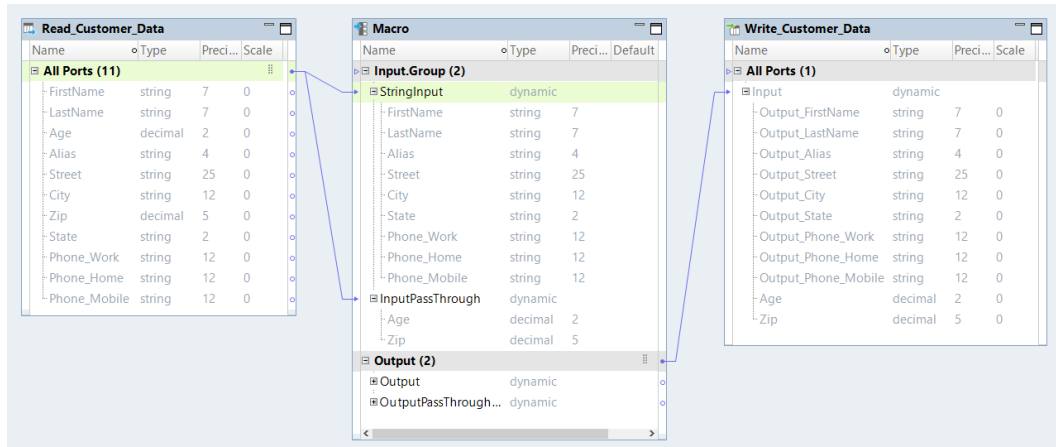 Read_Customer_Data
Name Type Preci... Scale
All Ports (11)
FirstName string 7 0
LastName string 7 0
Age decimal 2 0
Alias string 4 0
Street string 25 0
City string 12 0
Zip decimal 5 0
State string 2 0
Phone_Work string 12 0
Phone_Home string 12 0
Phone_Mobile string 12 0
Macro
Name Type Preci... Default
Input.Group (2)
StringInput dynamic
FirstName string 7
LastName string 7
Alias string 4
Street string 25
City string 12
State string 2
Phone_Work string 12
Phone_Home string 12
Phone_Mobile string 12
InputPassThrough dynamic
Age decimal 2
Zip decimal 5
Output (2)
Output dynamic
OutputPassThrough... dynamic
Write_Customer_Data
Name Type Preci... Scale
All Ports (1)
Input dynamic
Output_FirstName string 7 0
Output_LastName string 7 0
Output_Alias string 4 0
Output_Street string 25 0
Output_City string 12 0
Output_State string 2 0
Output_Phone_Work string 12 0
Output_Phone_Home string 12 0
Output_Phone_Mobile string 12 0
Age decimal 2 0
Zip decimal 5 0